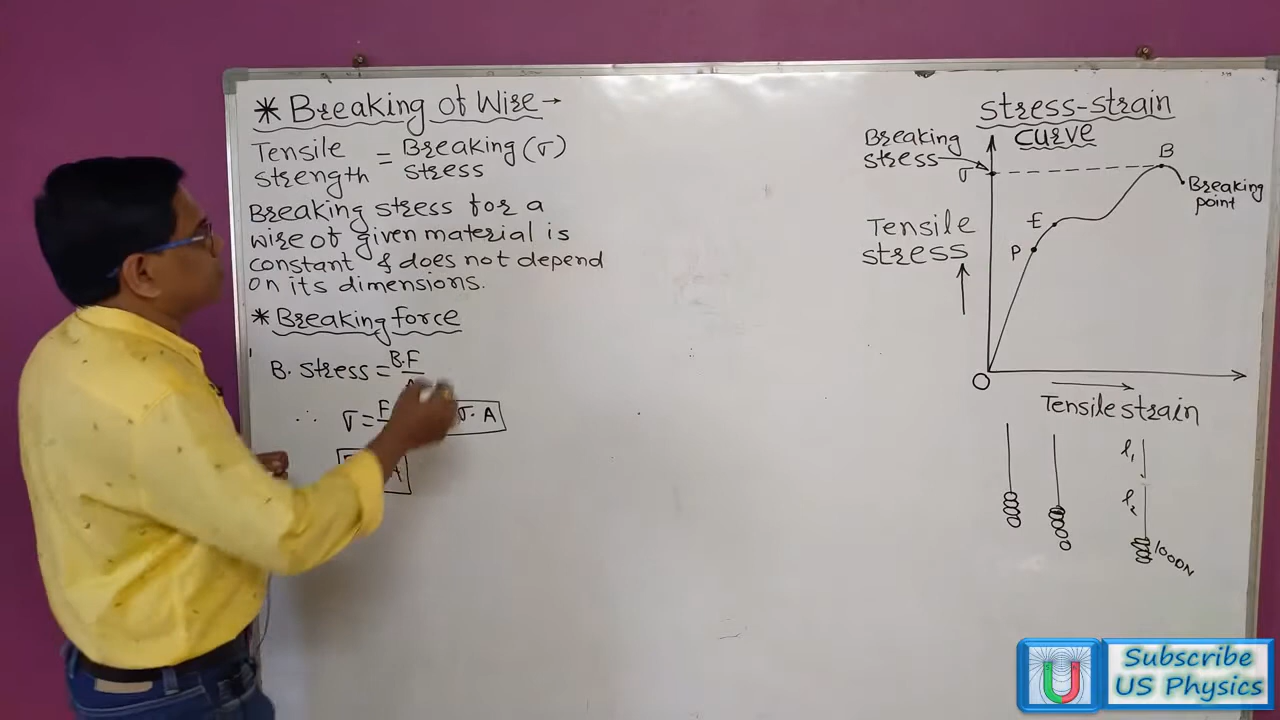 * Breaking of Wire →
Tensile strength = Breaking stress (σ)
Breaking stress for a
wire of given material is
constant & does not depend
on its dimensions.
* Breaking force
B. stress = B.F
∴ σ = F
σ. A
A
stress-strain
curve
Breaking
stress
σ
B
Breaking
point
E
P
Tensile
stress
O
Tensile strain
l₁
l₂
1000N
Subscribe
US Physics